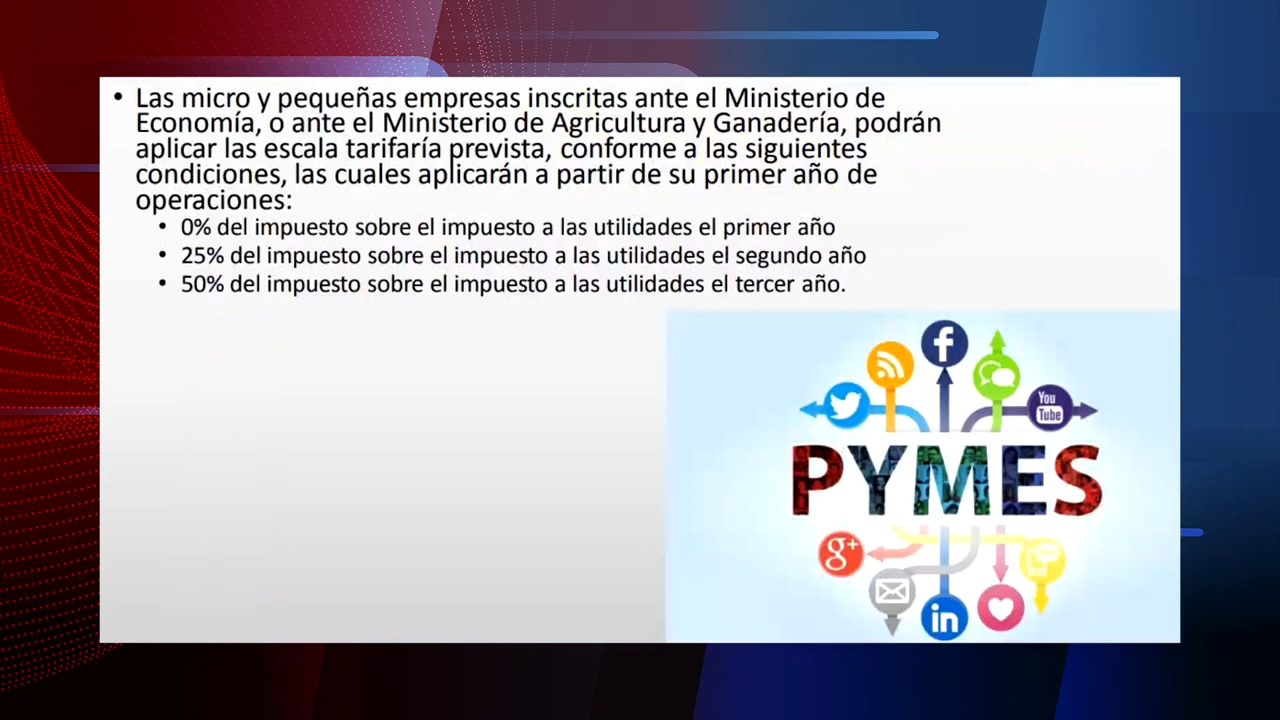 • Las micro y pequeñas empresas inscritas ante el Ministerio de
Economía, o ante el Ministerio de Agricultura y Ganadería, podrán
aplicar las escala tarifaría prevista, conforme a las siguientes
condiciones, las cuales aplicarán a partir de su primer año de
operaciones:
• 0% del impuesto sobre el impuesto a las utilidades el primer año
• 25% del impuesto sobre el impuesto a las utilidades el segundo año
• 50% del impuesto sobre el impuesto a las utilidades el tercer año.
f
You
Tube
PYMES
g+
in